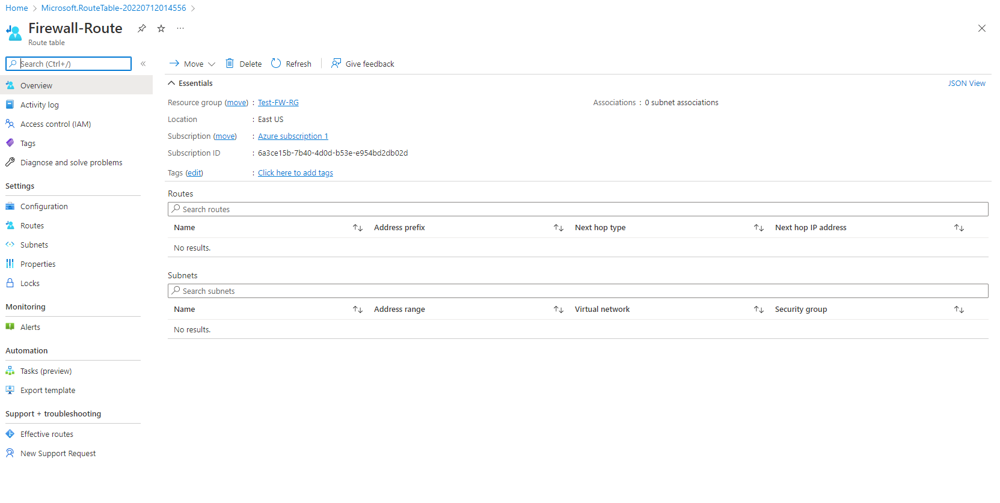 Home > Microsoft.RouteTable-20220712014556 >
Firewall-Route
Route table
Search (Ctrl+/)
Overview
Activity log
Access control (IAM)
Tags
Diagnose and solve problems
Settings
Configuration
Routes
Subnets
Properties
Locks
Monitoring
Alerts
Automation
Tasks (preview)
Export template
Support + troubleshooting
Effective routes
New Support Request
Move Delete Refresh Give feedback
Essentials JSON View
Resource group (move) : Test-FW-RG
Location : East US
Subscription (move) : Azure subscription 1
Subscription ID : 6a3ce15b-7b40-4d0d-b53e-e954bd2db02d
Tags (edit) : Click here to add tags
Associations : 0 subnet associations
Routes
Search routes
Name Address prefix Next hop type Next hop IP address
No results.
Subnets
Search subnets
Name Address range Virtual network Security group
No results.